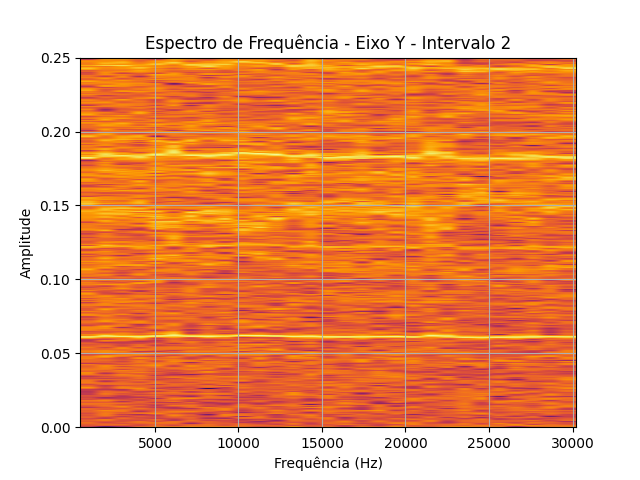 Espectro de Frequência - Eixo Y - Intervalo 2
0.25
0.20
0.15
0.10
0.05
0.00
Amplitude
5000 10000 15000 20000 25000 30000
Frequência (Hz)